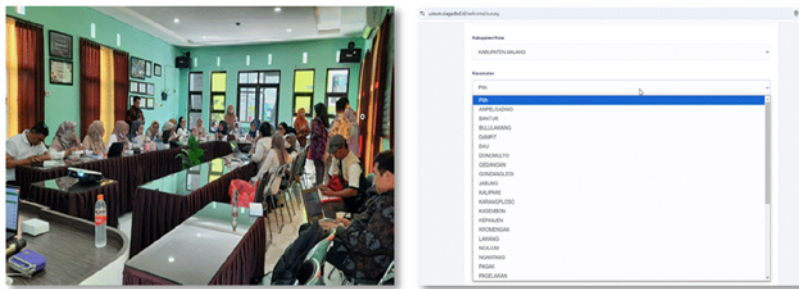 Kabupaten/Kota
KABUPATEN MALANG
Kecamatan
Pilih
Pilih
AMPELGADING
BANTUR
BULULAWANG
DAMPIT
DAU
DONOMULYO
GEDANGAN
GONDANGLEGI
JABUNG
KALIPARE
KARANGPLOSO
KASEMBON
KEPANJEN
KROMENGAN
LAWANG
NGAJUM
NGANTANG
PAGAK
PAGELARAN